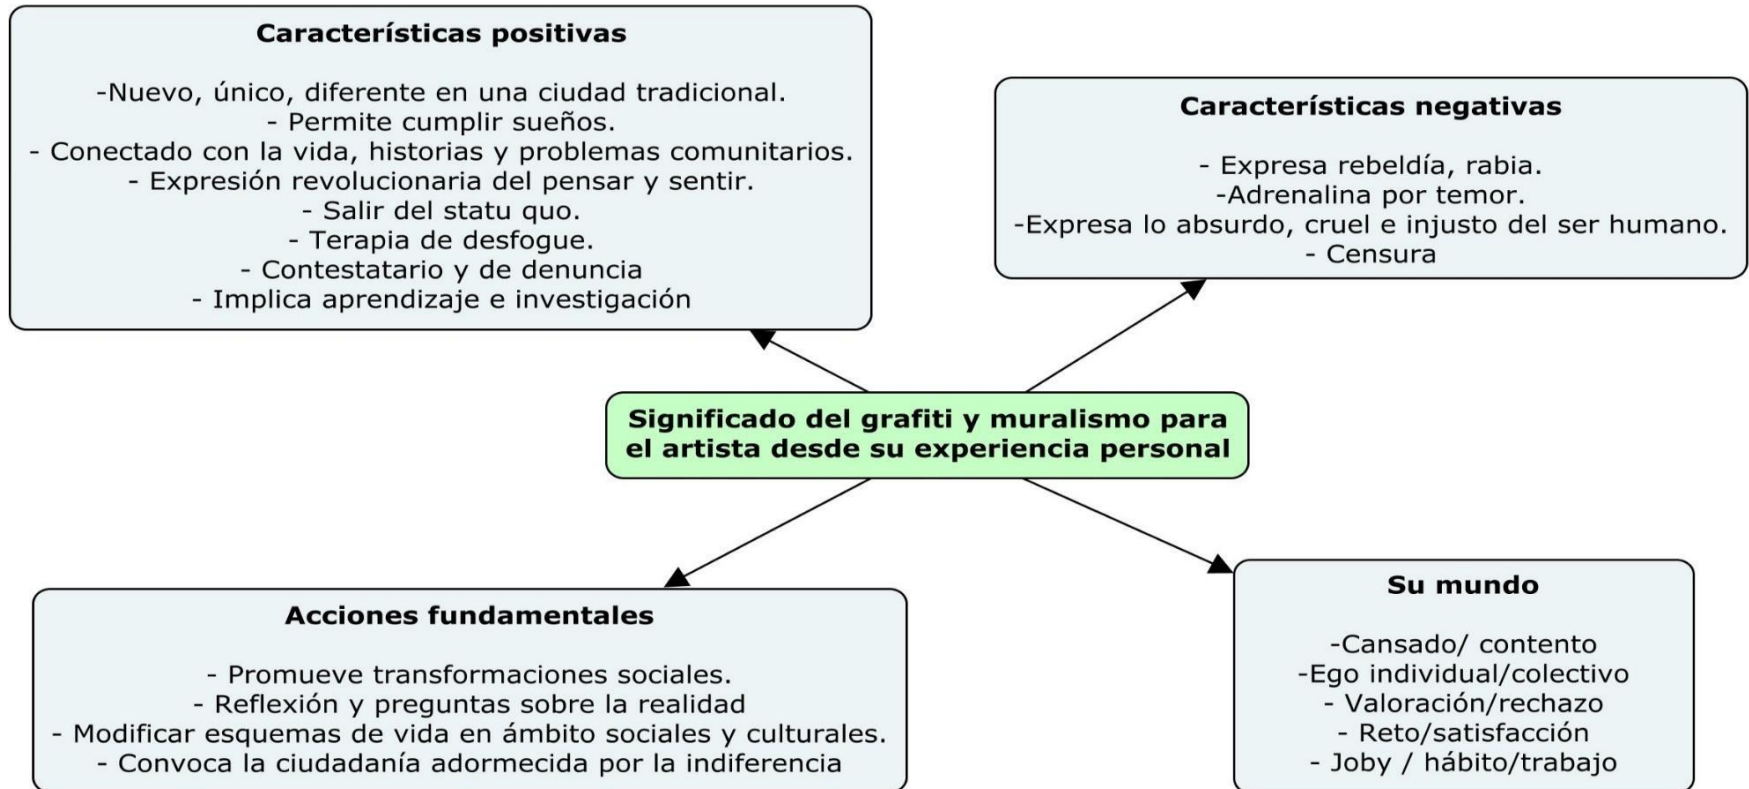 Características positivas
-Nuevo, único, diferente en una ciudad tradicional.
- Permite cumplir sueños.
- Conectado con la vida, historias y problemas comunitarios.
- Expresión revolucionaria del pensar y sentir.
- Salir del statu quo.
- Terapia de desfogue.
- Contestatario y de denuncia
- Implica aprendizaje e investigación
Características negativas
- Expresa rebeldía, rabia.
-Adrenalina por temor.
-Expresa lo absurdo, cruel e injusto del ser humano.
- Censura
Significado del grafiti y muralismo para
el artista desde su experiencia personal
Acciones fundamentales
- Promueve transformaciones sociales.
- Reflexión y preguntas sobre la realidad
- Modificar esquemas de vida en ámbito sociales y culturales.
- Convoca la ciudadanía adormecida por la indiferencia
Su mundo
-Cansado/ contento
-Ego individual/colectivo
- Valoración/rechazo
- Reto/satisfacción
- Joby / hábito/trabajo